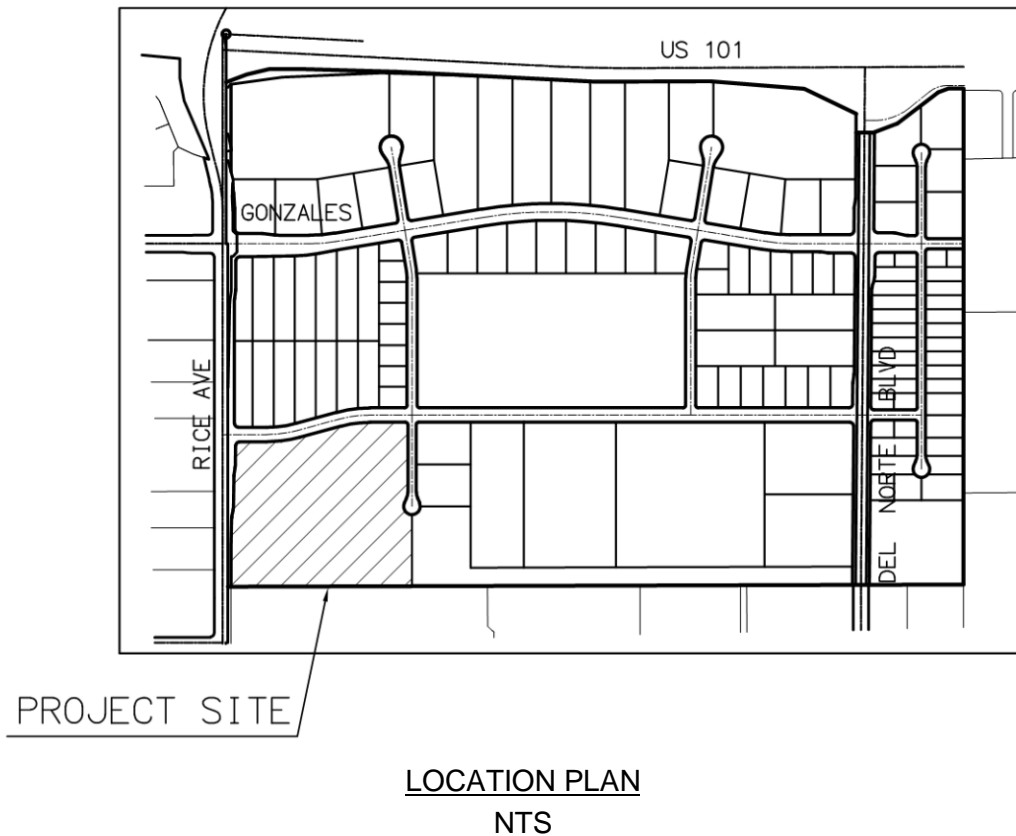 US 101
GONZALES
RICE AVE
DEL NORTE BLVD
PROJECT SITE
LOCATION PLAN
NTS